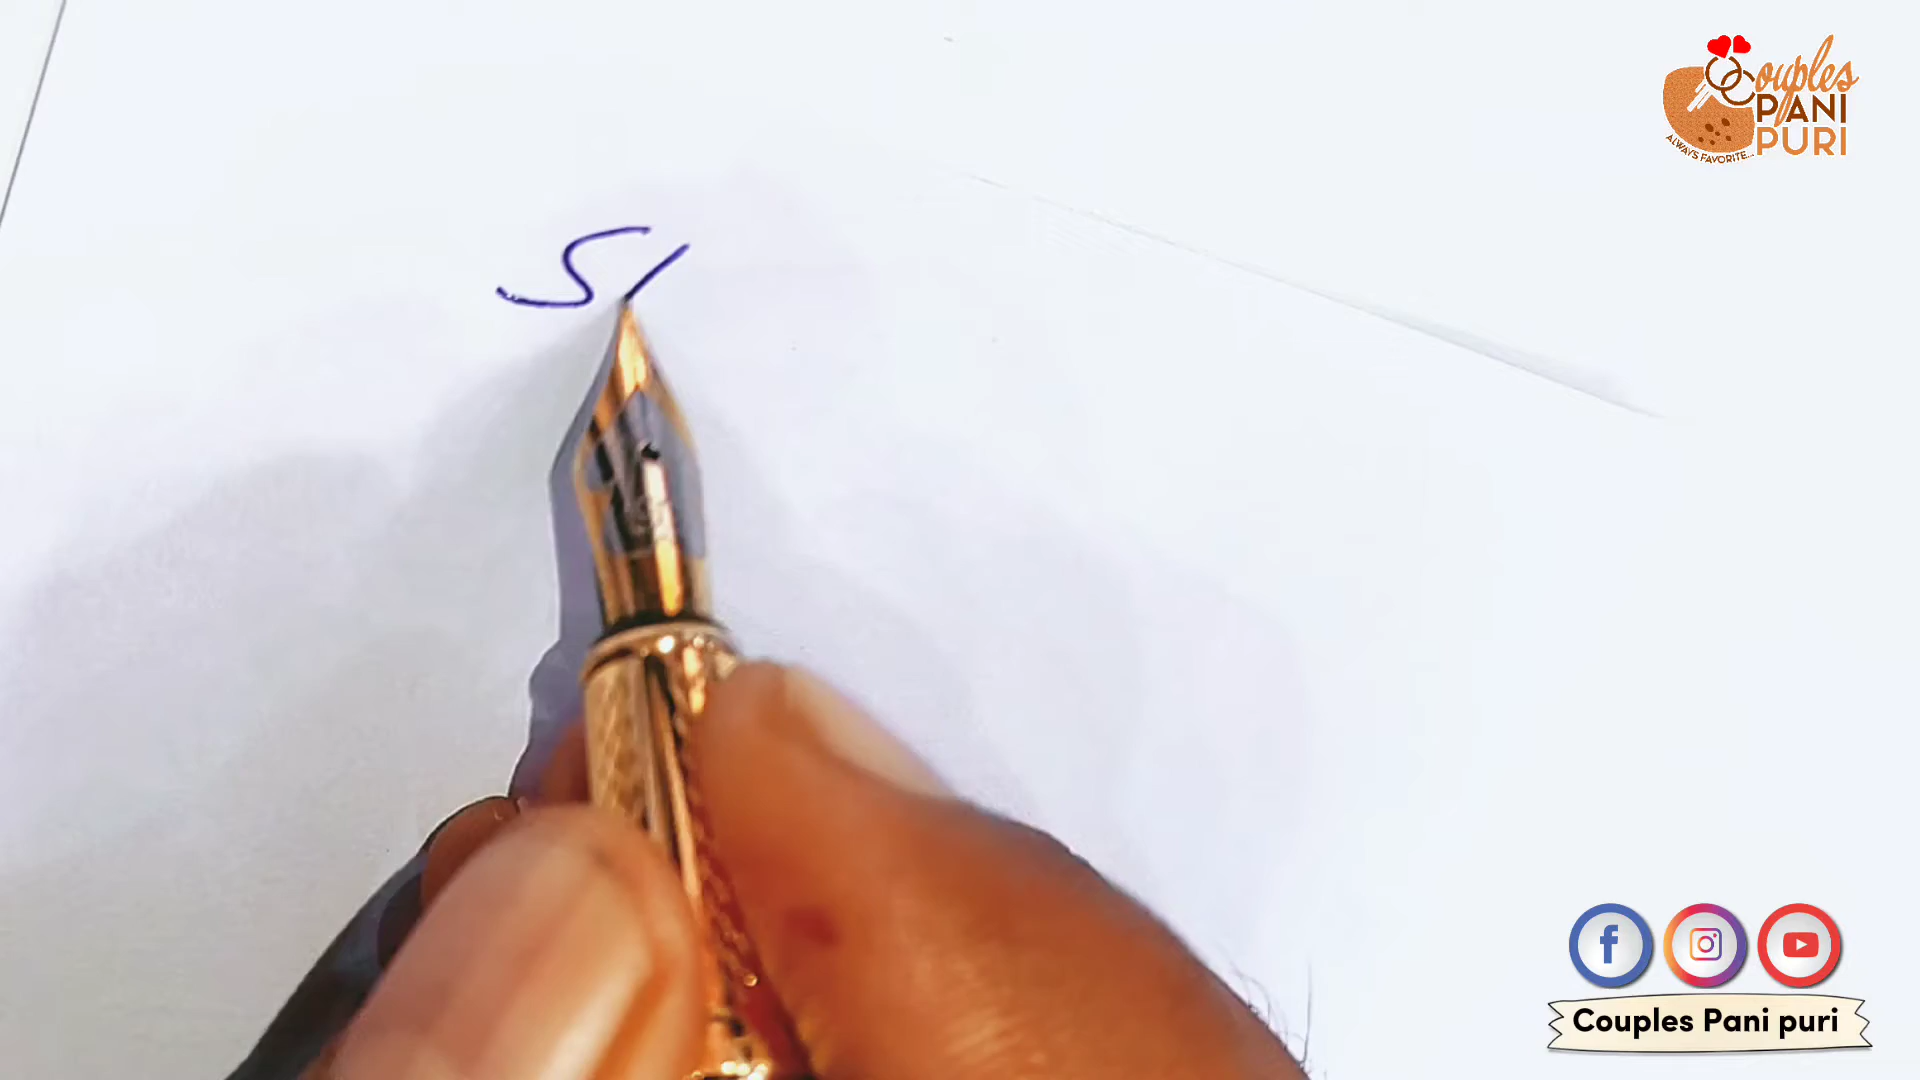 Couples
PANI
PURI
ALWAYS FAVORITE...
S
Couples Pani puri